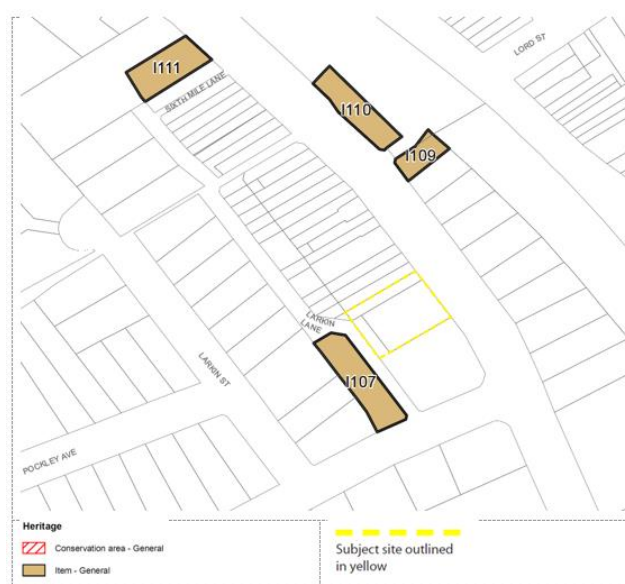 I111
SIXTH MILE LANE
I110
LORD ST
I109
LARKIN
LANE
I107
LARKIN ST
POCKLEY AVE
Heritage
Conservation area - General
Item - General
Subject site outlined
in yellow